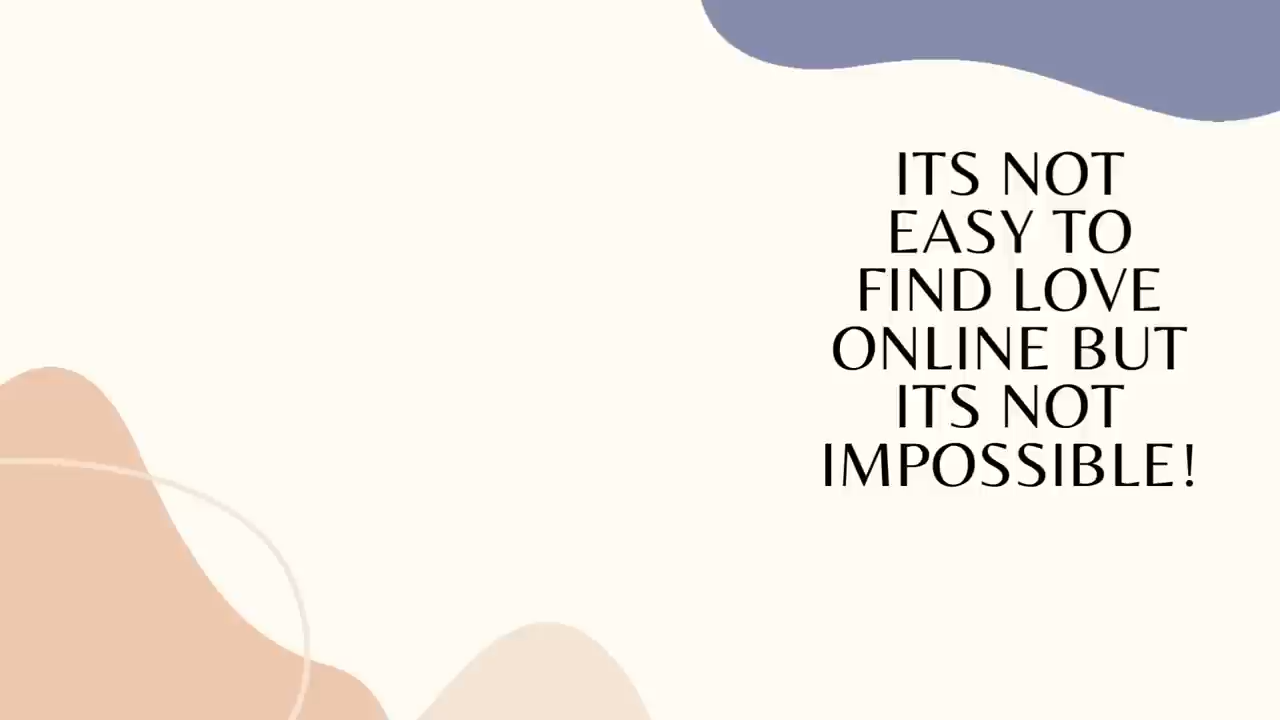 ITS NOT
EASY TO
FIND LOVE
ONLINE BUT
ITS NOT
IMPOSSIBLE!